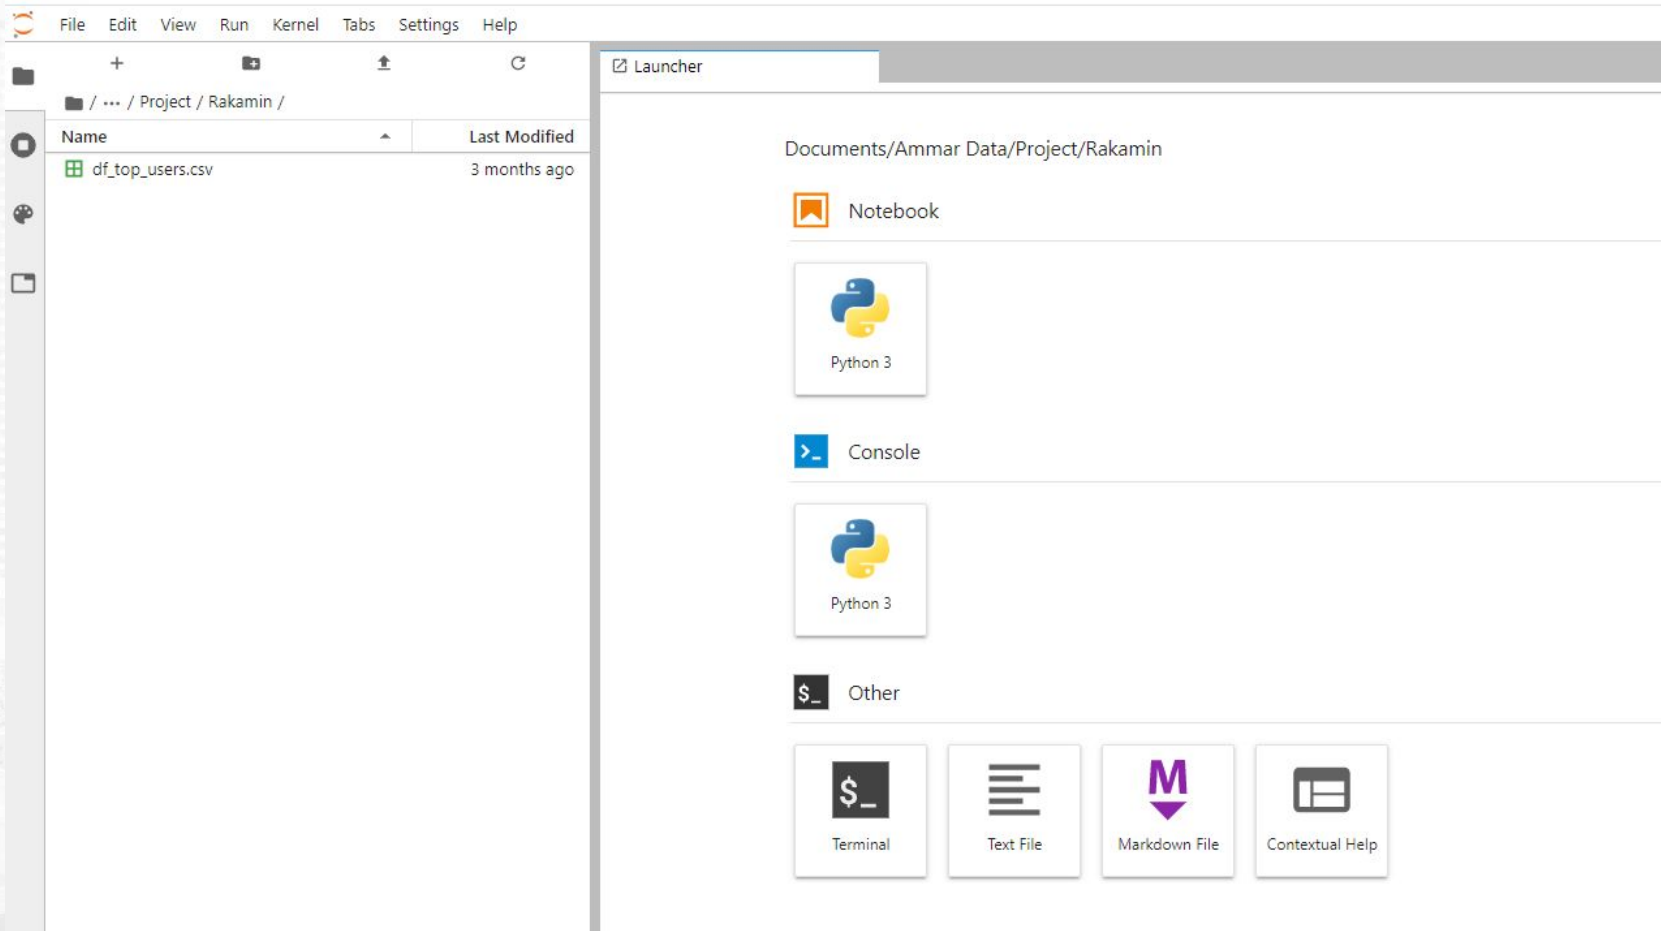 File Edit View Run Kernel Tabs Settings Help
/ ··· / Project / Rakamin /
Name Last Modified
df_top_users.csv 3 months ago
Launcher
Documents/Ammar Data/Project/Rakamin
Notebook
Python 3
>_ Console
Python 3
$_ Other
$_
Terminal
Text File
M
Markdown File
Contextual Help